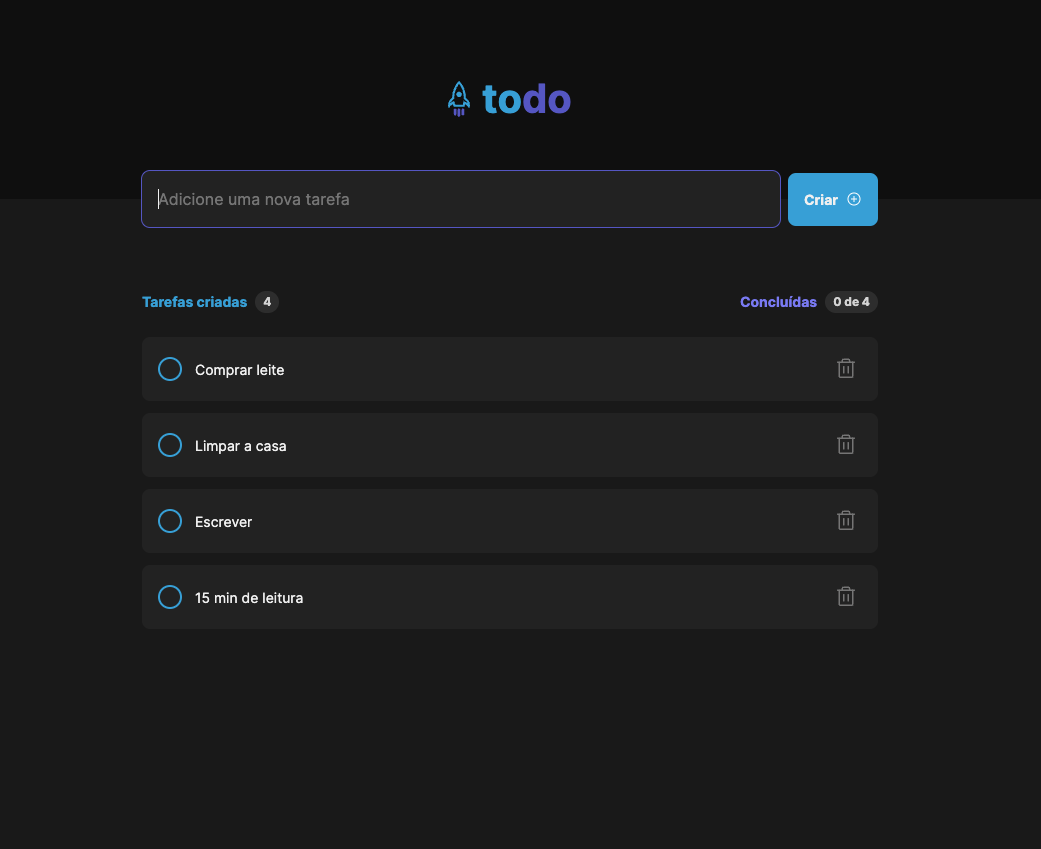 todo
Adicione uma nova tarefa
Criar
Tarefas criadas 4
Concluídas 0 de 4
Comprar leite
Limpar a casa
Escrever
15 min de leitura